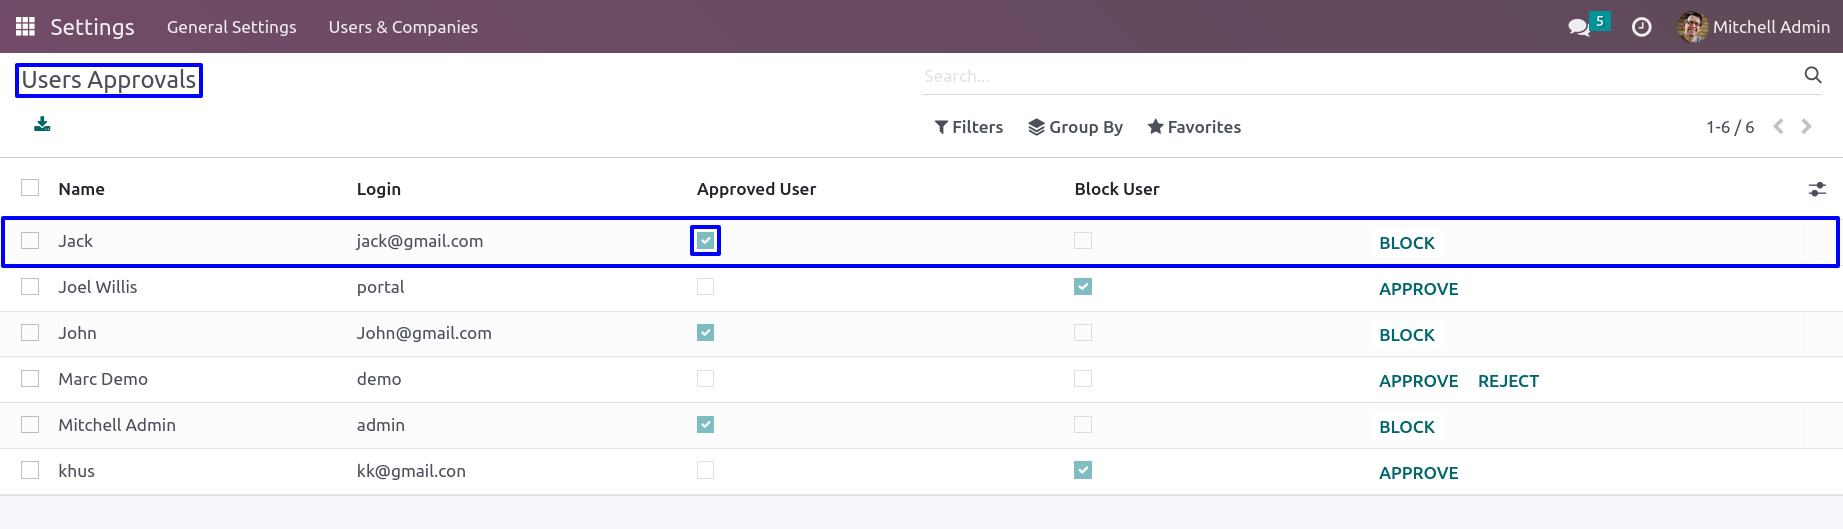 Settings General Settings Users & Companies 5 Mitchell Admin
Users Approvals Search...
Filters Group By Favorites 1-6 / 6
Name Login Approved User Block User
Jack jack@gmail.com BLOCK
Joel Willis portal APPROVE
John John@gmail.com BLOCK
Marc Demo demo APPROVE REJECT
Mitchell Admin admin BLOCK
khus kk@gmail.con APPROVE